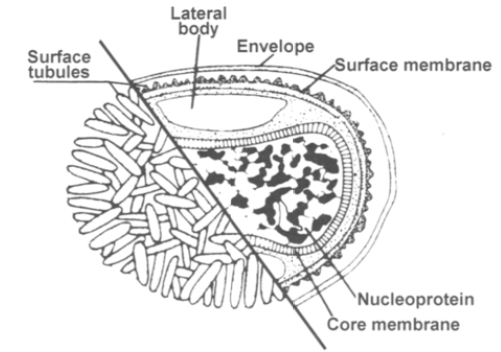 Lateral
body
Envelope
Surface
tubules
Surface membrane
Nucleoprotein
Core membrane